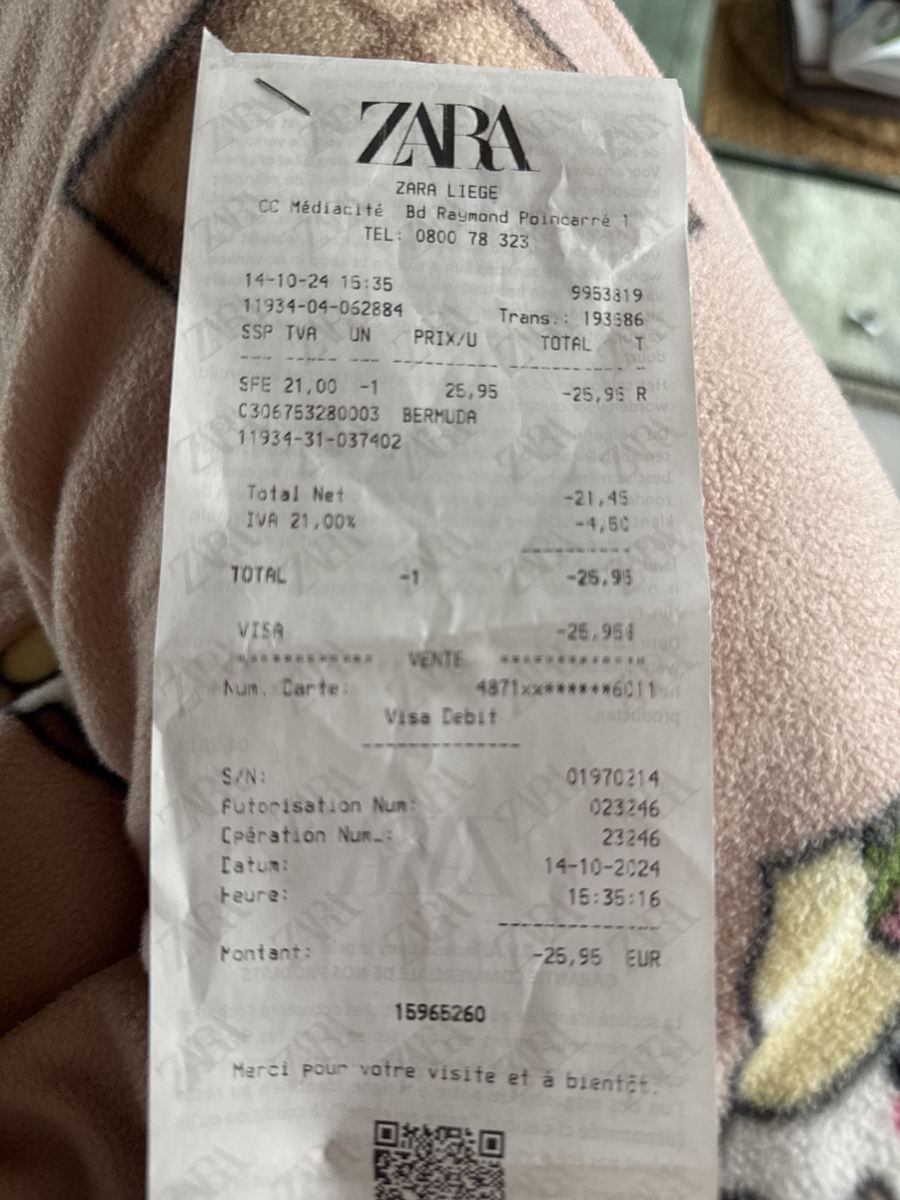 ZARA
ZARA LIEGE
CC Médiacité Bd Raymond Poincarré 1
TEL: 0800 78 323
14-10-24 15:35 9953819
11934-04-062884 Trans.: 193386
SSP TVA UN PRIX/U TOTAL T
--- ----- --- ---------- ---------- -
SFE 21,00 -1 25,95 -25,95 R
C306753280003 BERMUDA
11934-31-037402
Total Net -21,45
IVA 21,00% -4,50
----------
TOTAL -1 -25,95
VISA -25,95
************ VENTE *************
Num. Carte: 4871xx******6011
Visa Debit
---------------
S/N: 01970214
Autorisation Num: 023246
Opération Num.: 23246
Datum: 14-10-2024
Heure: 15:35:16
---------------
Montant: -25,95 EUR
15965260
Merci pour votre visite et à bientôt.